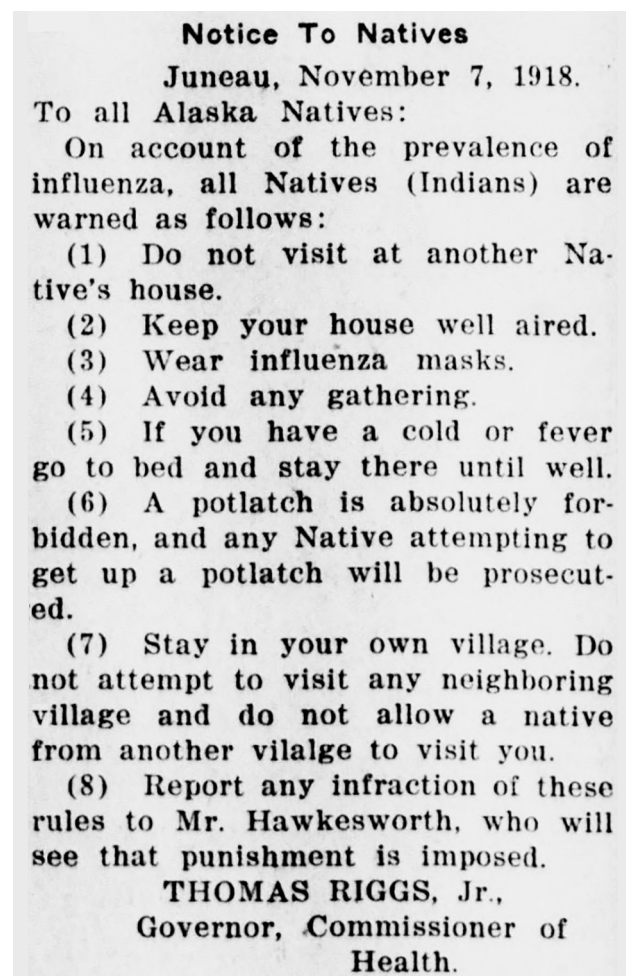 Notice To Natives
Juneau, November 7, 1918.
To all Alaska Natives:
On account of the prevalence of
influenza, all Natives (Indians) are
warned as follows:
(1) Do not visit at another Na-
tive's house.
(2) Keep your house well aired.
(3) Wear influenza masks.
(4) Avoid any gathering.
(5) If you have a cold or fever
go to bed and stay there until well.
(6) A potlatch is absolutely for-
bidden, and any Native attempting to
get up a potlatch will be prosecut-
ed.
(7) Stay in your own village. Do
not attempt to visit any neighboring
village and do not allow a native
from another vilalge to visit you.
(8) Report any infraction of these
rules to Mr. Hawkesworth, who will
see that punishment is imposed.
THOMAS RIGGS, Jr.,
Governor, Commissioner of
Health.